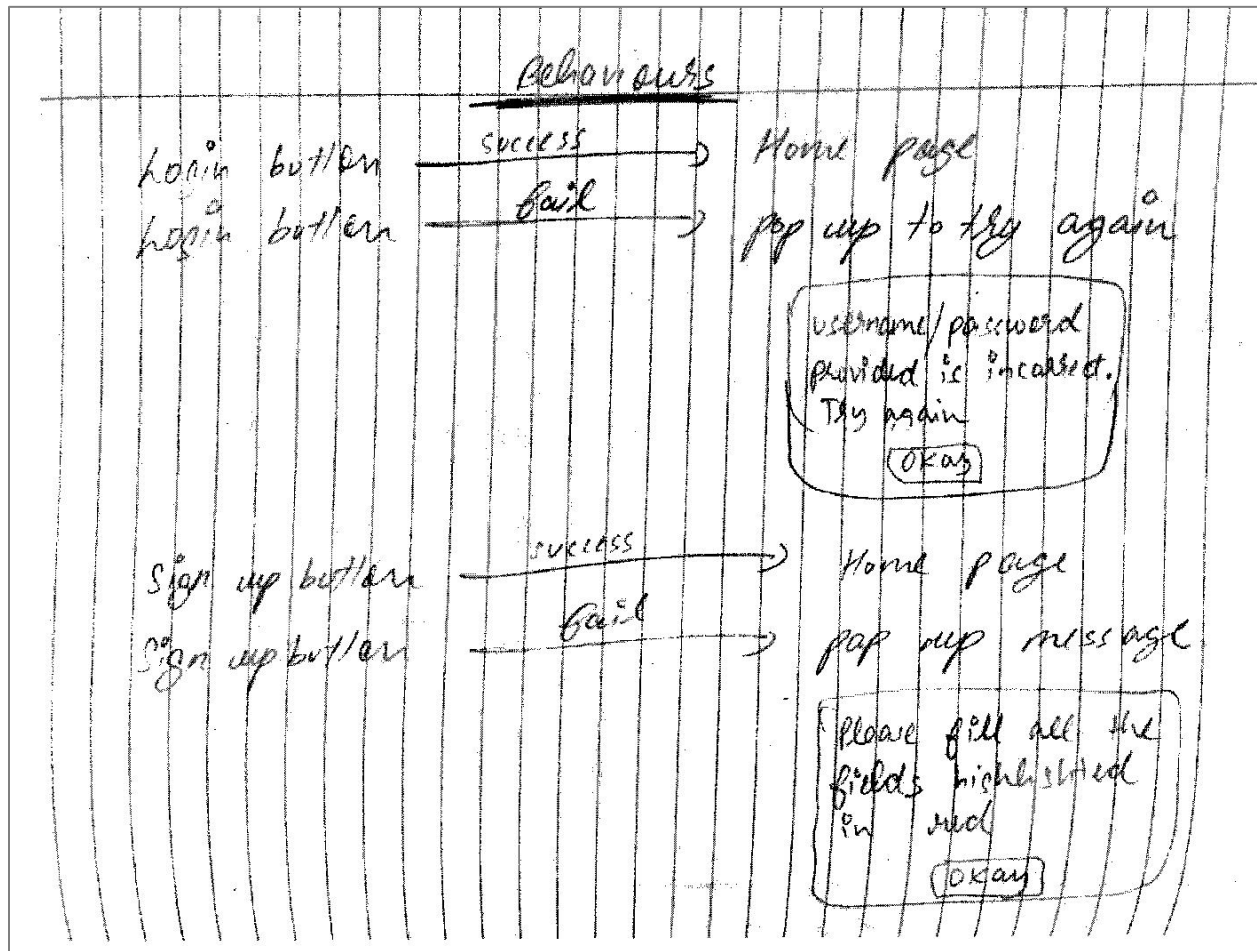 Behaviours
Login button success Home page
Login button fail pop up to try again
username/password
provided is incorrect.
Try again
Okay
Sign up button success Home page
Sign up button fail pop up message
Please fill all the
fields highlighted
in red
Okay